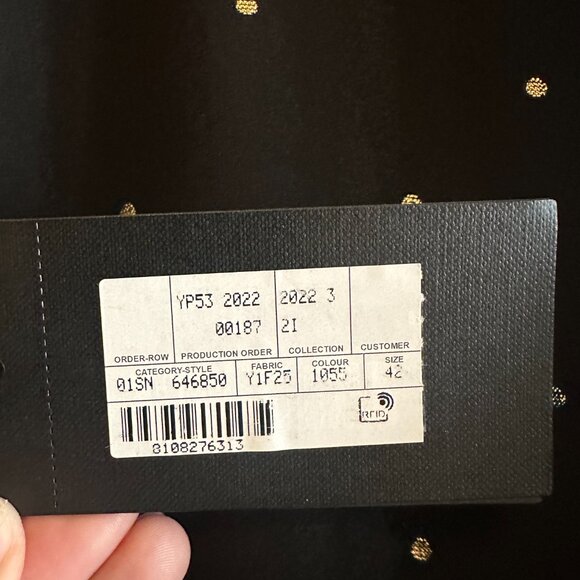 YP53 2022 2022 3
00187 2I
ORDER-ROW PRODUCTION ORDER COLLECTION CUSTOMER
CATEGORY-STYLE FABRIC COLOUR SIZE
01SN 646850 Y1F25 1055 42
RFID
8108276313